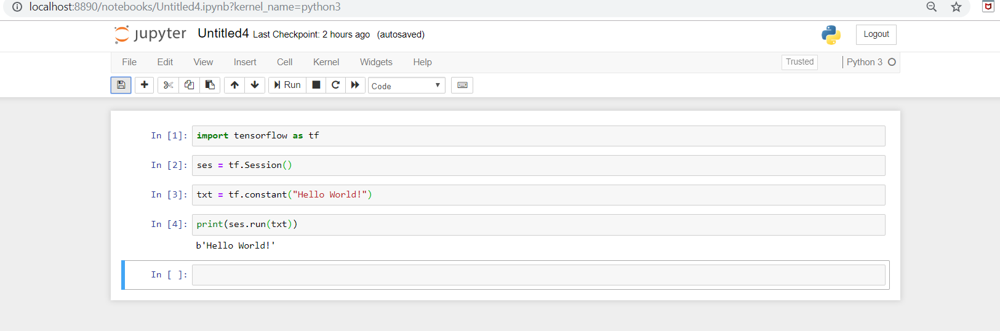 localhost:8890/notebooks/Untitled4.ipynb?kernel_name=python3
jupyter Untitled4 Last Checkpoint: 2 hours ago (autosaved) Logout
File Edit View Insert Cell Kernel Widgets Help Trusted Python 3
Run Code
In [1]: import tensorflow as tf
In [2]: ses = tf.Session()
In [3]: txt = tf.constant("Hello World!")
In [4]: print(ses.run(txt))
b'Hello World!'
In [ ]: